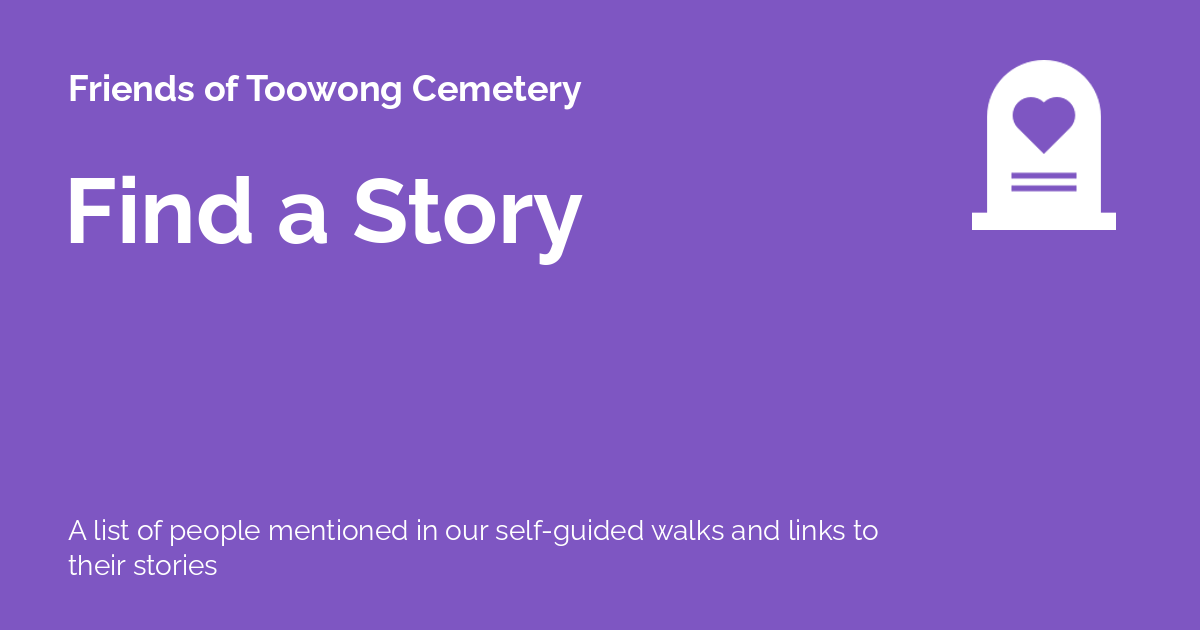 Friends of Toowong Cemetery
Find a Story
A list of people mentioned in our self-guided walks and links to
their stories